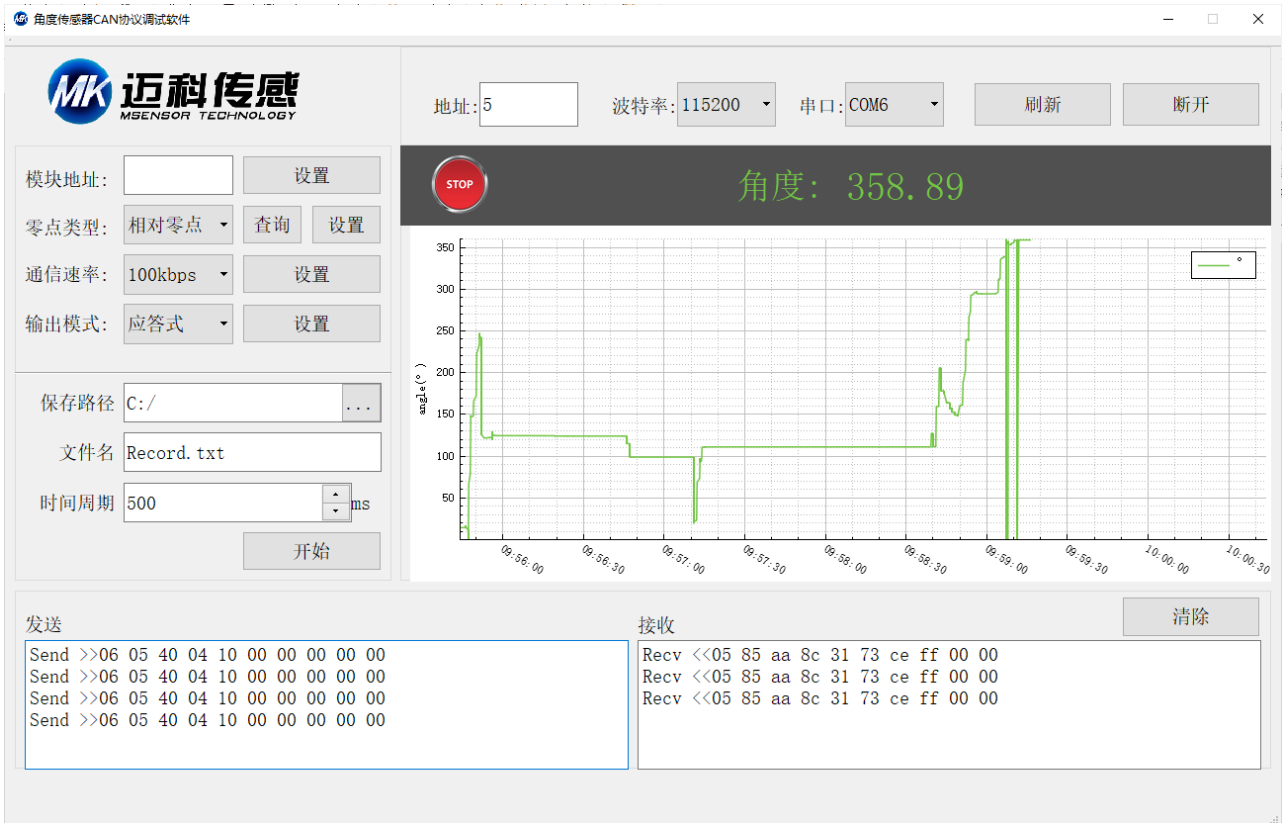 角度传感器CAN协议调试软件
MK 迈科传感
MSENSOR TECHNOLOGY
地址: 5 波特率: 115200 串口: COM6 刷新 断开
模块地址: 设置
零点类型: 相对零点 查询 设置
通信速率: 100kbps 设置
输出模式: 应答式 设置
保存路径 C:/ ...
文件名 Record.txt
时间周期 500 ms
开始
STOP 角度: 358.89
350
300
250
200
150
100
50
angle(°)
°
09:56:00 09:56:30 09:57:00 09:57:30 09:58:00 09:58:30 09:59:00 09:59:30 10:00:00 10:00:30
发送
Send >>06 05 40 04 10 00 00 00 00 00
Send >>06 05 40 04 10 00 00 00 00 00
Send >>06 05 40 04 10 00 00 00 00 00
Send >>06 05 40 04 10 00 00 00 00 00
接收 清除
Recv <<05 85 aa 8c 31 73 ce ff 00 00
Recv <<05 85 aa 8c 31 73 ce ff 00 00
Recv <<05 85 aa 8c 31 73 ce ff 00 00